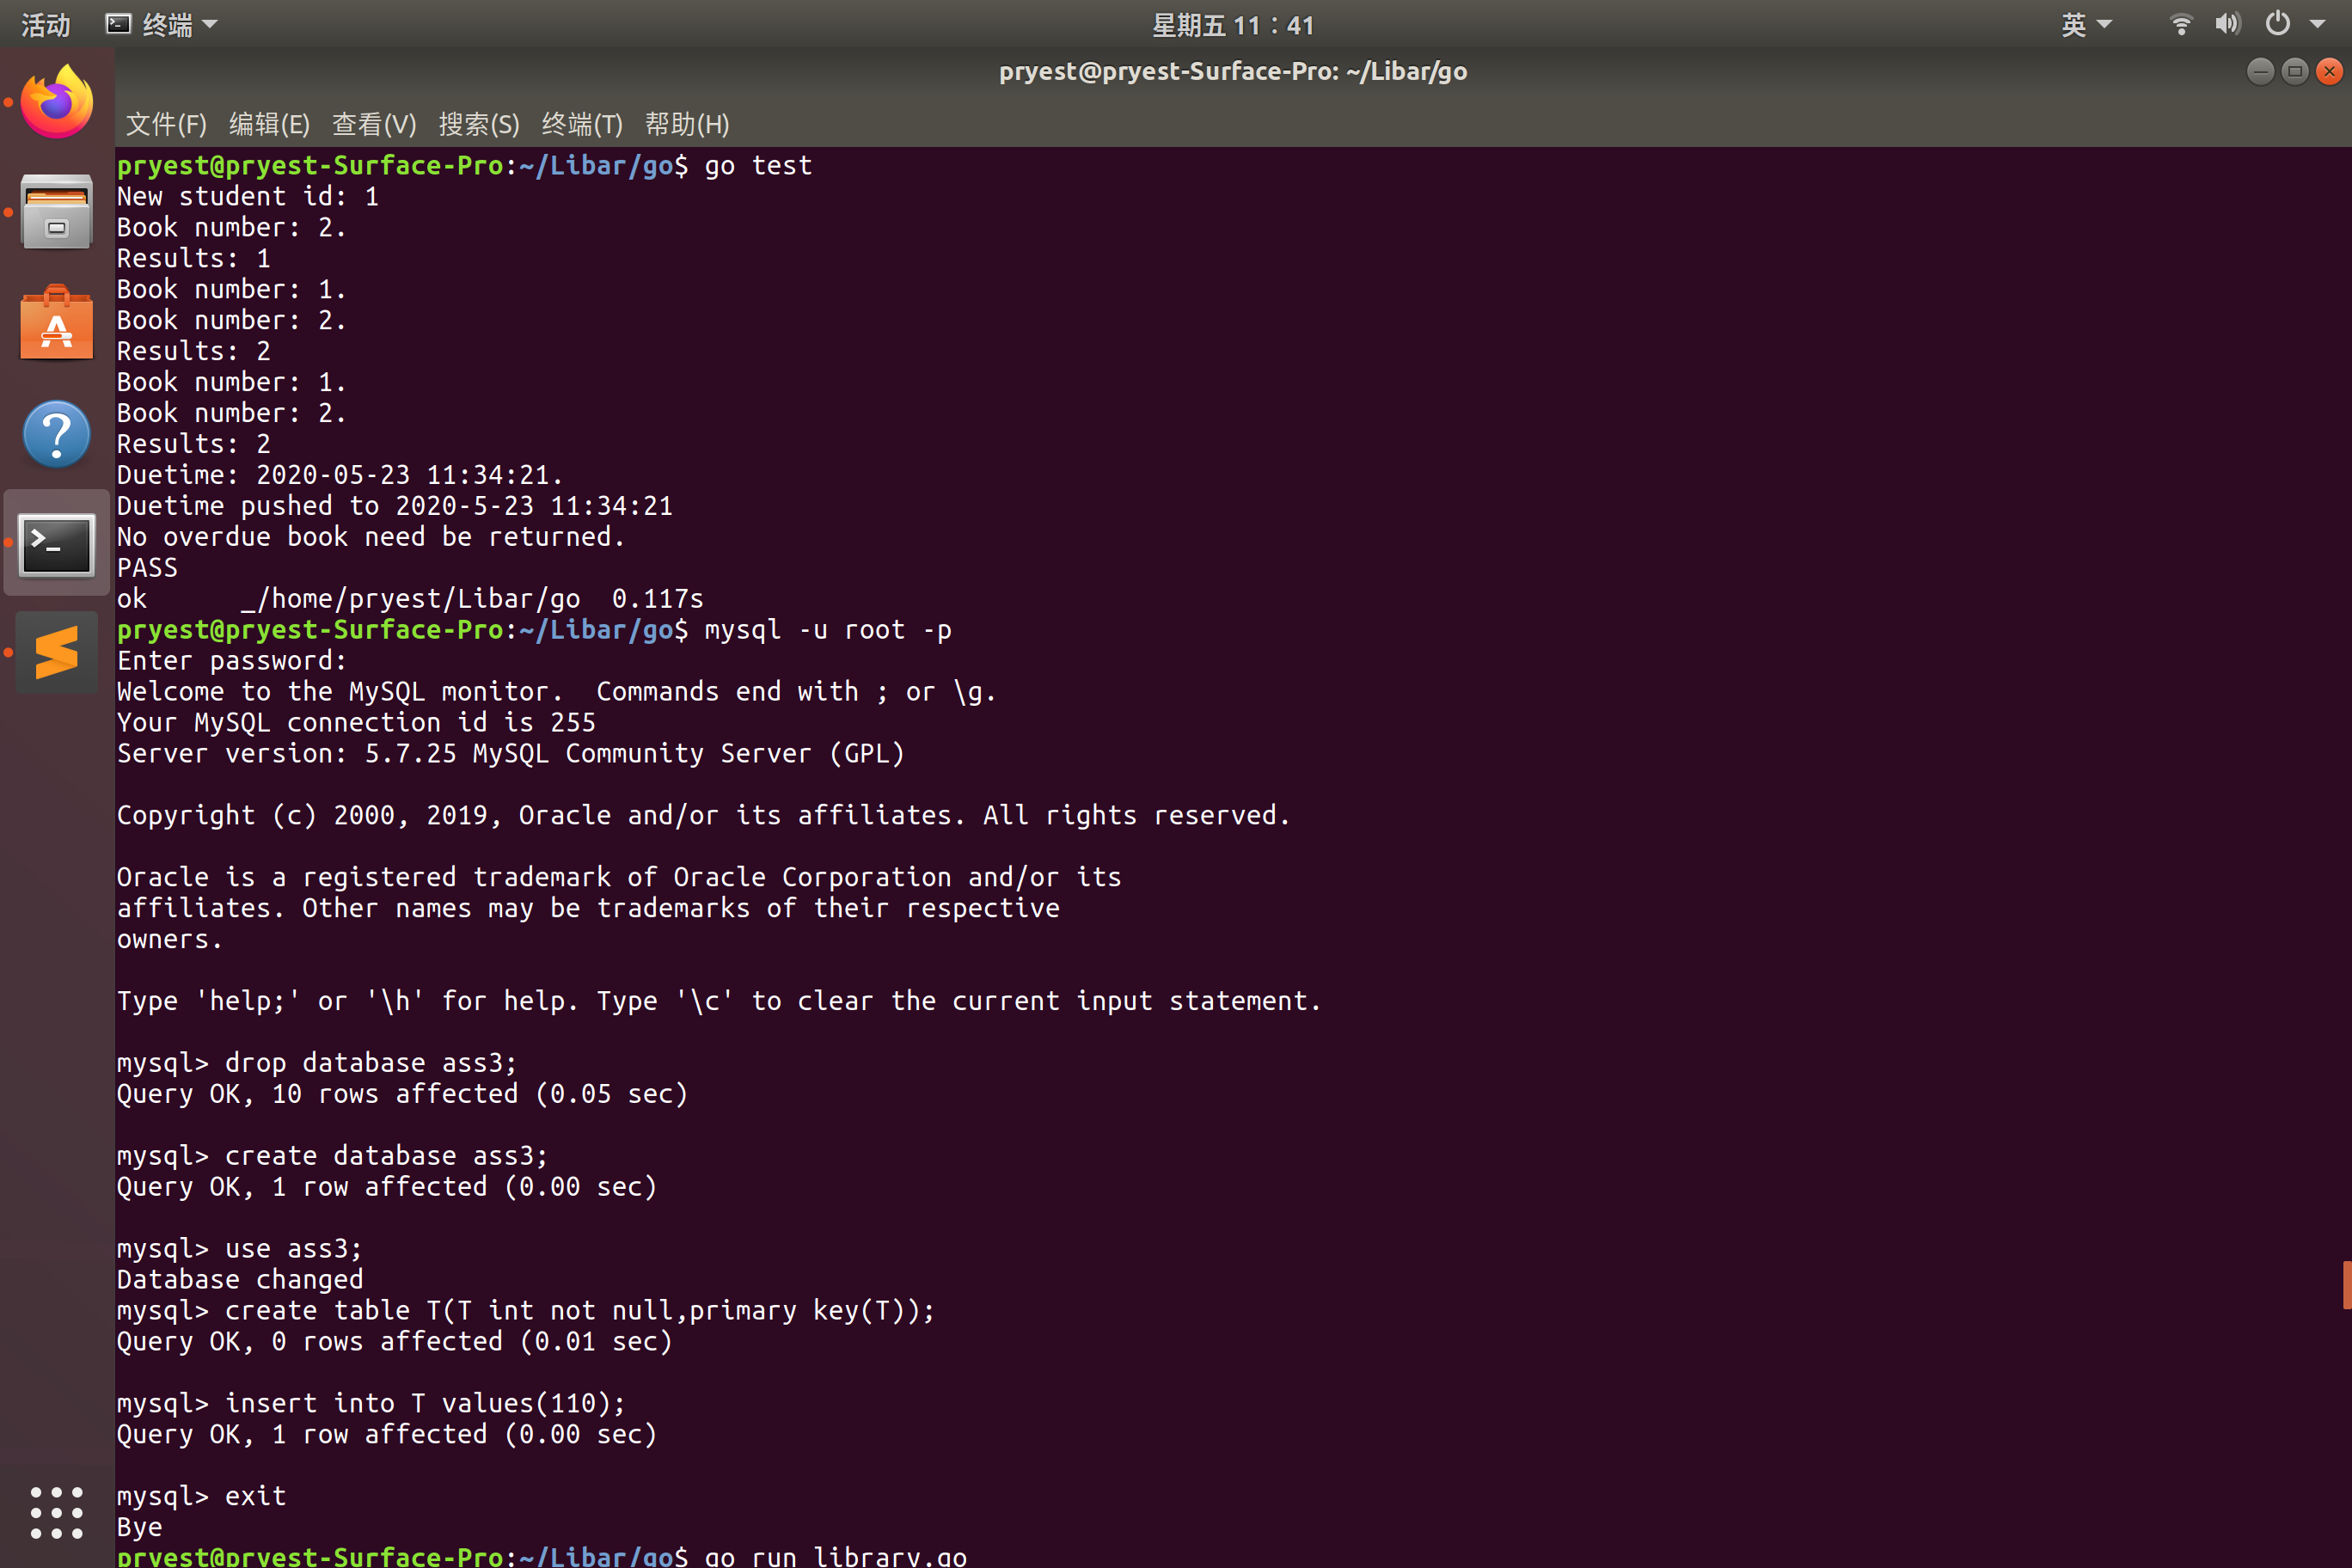 活动 终端 星期五 11：41 英
pryest@pryest-Surface-Pro: ~/Libar/go
文件(F) 编辑(E) 查看(V) 搜索(S) 终端(T) 帮助(H)
pryest@pryest-Surface-Pro:~/Libar/go$ go test
New student id: 1
Book number: 2.
Results: 1
Book number: 1.
Book number: 2.
Results: 2
Book number: 1.
Book number: 2.
Results: 2
Duetime: 2020-05-23 11:34:21.
Duetime pushed to 2020-5-23 11:34:21
No overdue book need be returned.
PASS
ok      _/home/pryest/Libar/go  0.117s
pryest@pryest-Surface-Pro:~/Libar/go$ mysql -u root -p
Enter password:
Welcome to the MySQL monitor.  Commands end with ; or \g.
Your MySQL connection id is 255
Server version: 5.7.25 MySQL Community Server (GPL)
Copyright (c) 2000, 2019, Oracle and/or its affiliates. All rights reserved.
Oracle is a registered trademark of Oracle Corporation and/or its
affiliates. Other names may be trademarks of their respective
owners.
Type 'help;' or '\h' for help. Type '\c' to clear the current input statement.
mysql> drop database ass3;
Query OK, 10 rows affected (0.05 sec)
mysql> create database ass3;
Query OK, 1 row affected (0.00 sec)
mysql> use ass3;
Database changed
mysql> create table T(T int not null,primary key(T));
Query OK, 0 rows affected (0.01 sec)
mysql> insert into T values(110);
Query OK, 1 row affected (0.00 sec)
mysql> exit
Bye
pryest@pryest-Surface-Pro:~/Libar/go$ go run library.go